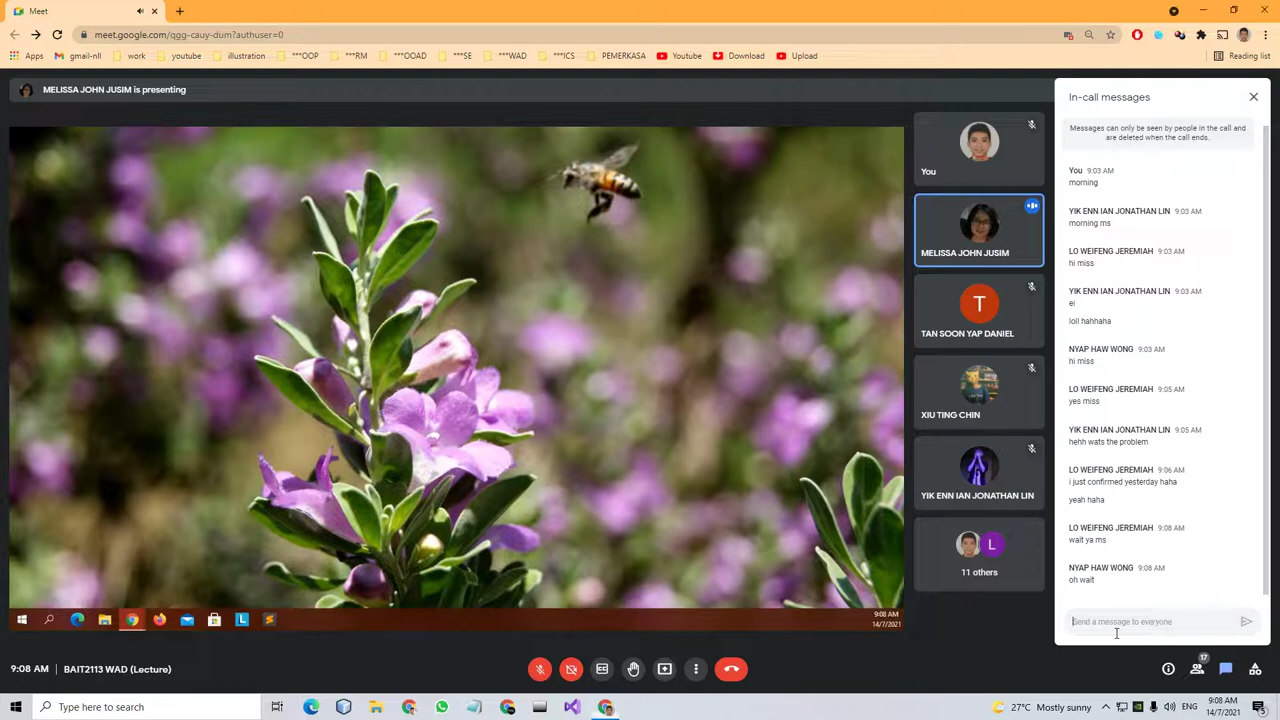 Meet
meet.google.com/qgg-cauy-dum?authuser=0
Apps
gmail-nll
work
youtube
illustration
***OOP
***RM
***OOAD
***SE
***WAD
***ICS
PEMERKASA
Youtube
Download
Upload
Reading list
MELISSA JOHN JUSIM is presenting
You
MELISSA JOHN JUSIM
T
TAN SOON YAP DANIEL
XIU TING CHIN
YIK ENN IAN JONATHAN LIN
L
11 others
In-call messages
Messages can only be seen by people in the call and
are deleted when the call ends.
You 9:03 AM
morning
YIK ENN IAN JONATHAN LIN 9:03 AM
morning ms
LO WEIFENG JEREMIAH 9:03 AM
hi miss
YIK ENN IAN JONATHAN LIN 9:03 AM
ei
loll hahhaha
NYAP HAW WONG 9:03 AM
hi miss
LO WEIFENG JEREMIAH 9:05 AM
yes miss
YIK ENN IAN JONATHAN LIN 9:05 AM
hehh wats the problem
LO WEIFENG JEREMIAH 9:06 AM
i just confirmed yesterday haha
yeah haha
LO WEIFENG JEREMIAH 9:08 AM
wait ya ms
NYAP HAW WONG 9:08 AM
oh wait
Send a message to everyone
9:08 AM
14/7/2021
9:08 AM
BAIT2113 WAD (Lecture)
17
Type here to search
27°C Mostly sunny
ENG
9:08 AM
14/7/2021